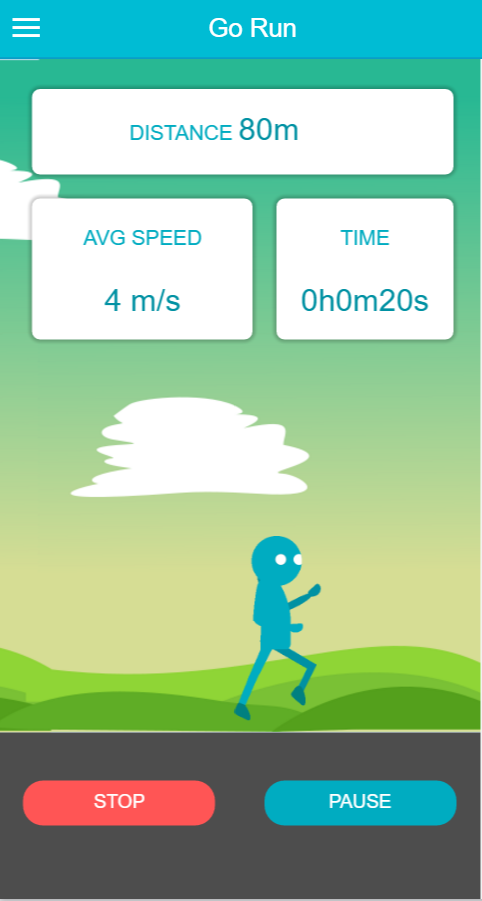 Go Run
DISTANCE 80m
AVG SPEED
4 m/s
TIME
0h0m20s
STOP
PAUSE